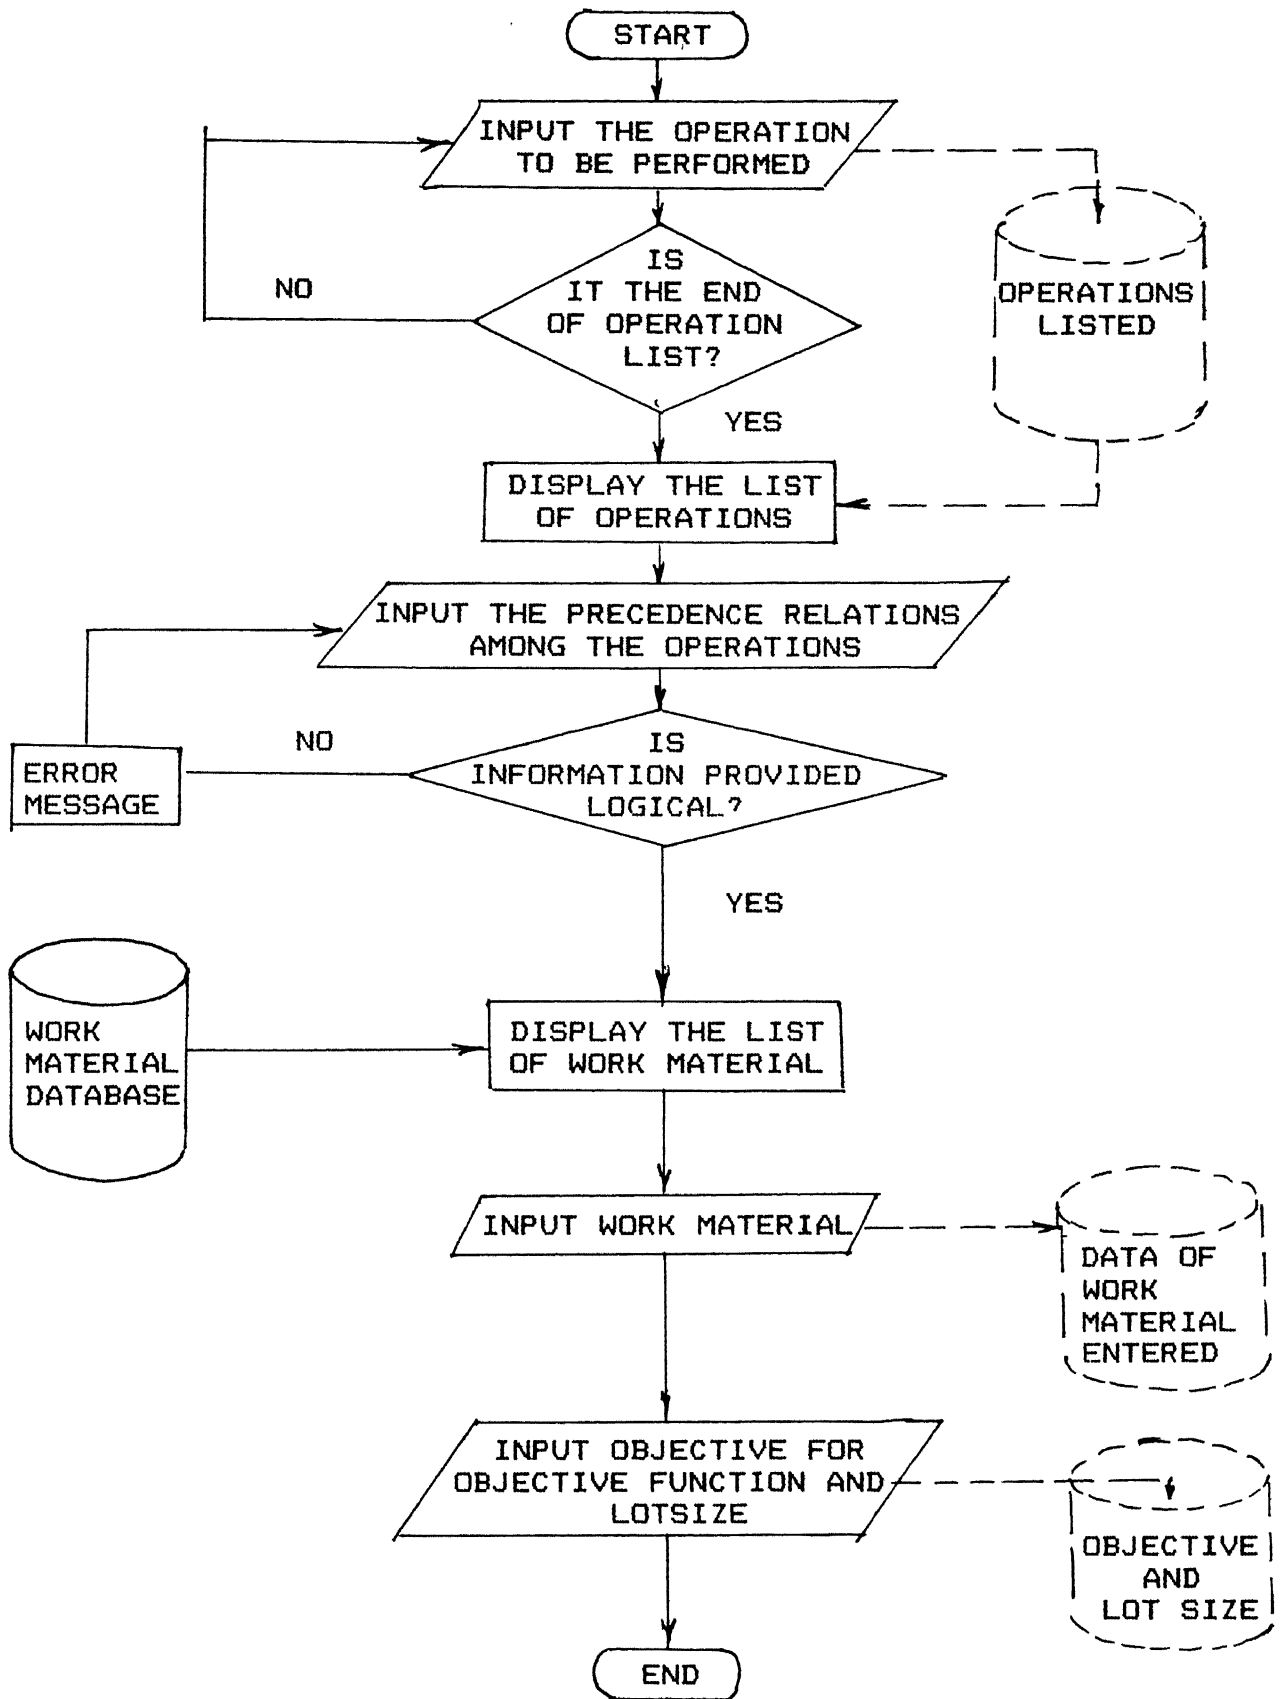 START
INPUT THE OPERATION
TO BE PERFORMED
IS
IT THE END
OF OPERATION
LIST?
NO
OPERATIONS
LISTED
YES
DISPLAY THE LIST
OF OPERATIONS
INPUT THE PRECEDENCE RELATIONS
AMONG THE OPERATIONS
NO
IS
INFORMATION PROVIDED
LOGICAL?
ERROR
MESSAGE
YES
WORK
MATERIAL
DATABASE
DISPLAY THE LIST
OF WORK MATERIAL
INPUT WORK MATERIAL
DATA OF
WORK
MATERIAL
ENTERED
INPUT OBJECTIVE FOR
OBJECTIVE FUNCTION AND
LOTSIZE
OBJECTIVE
AND
LOT SIZE
END